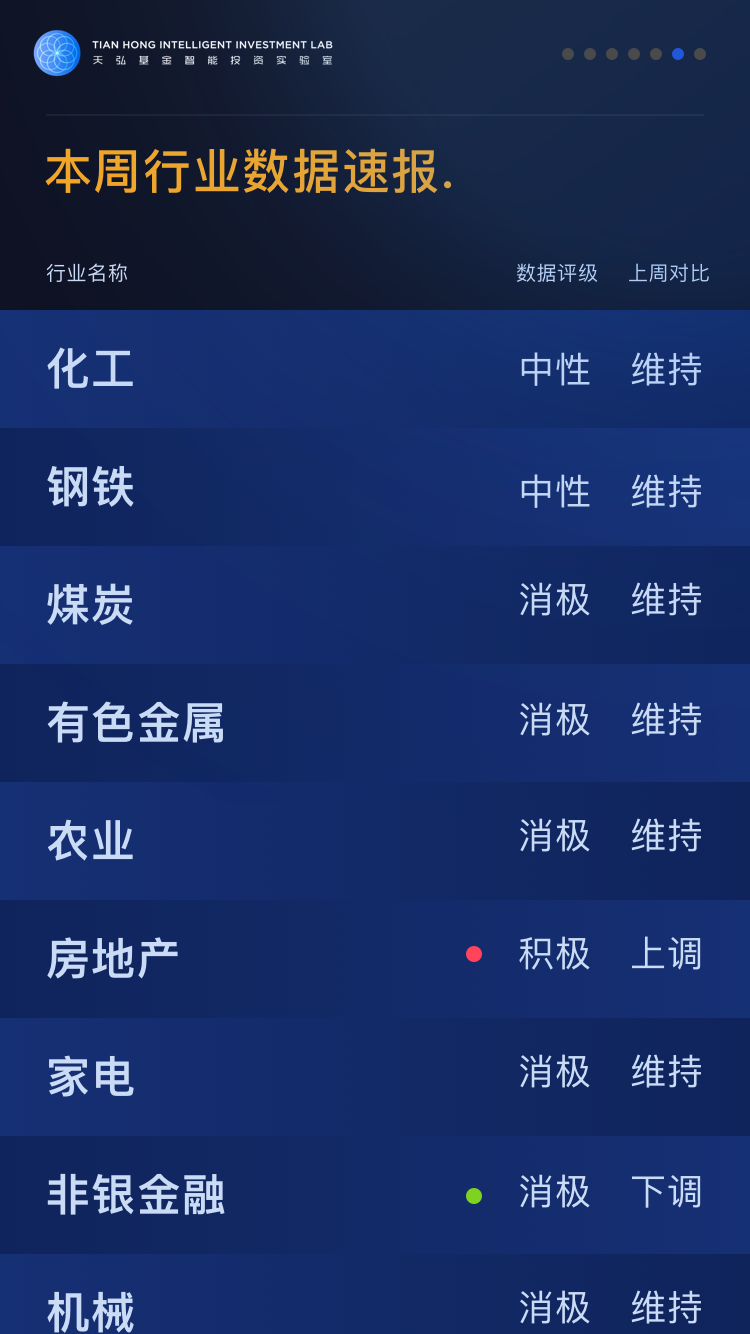 TIAN HONG INTELLIGENT INVESTMENT LAB
天弘基金智能投资实验室
本周行业数据速报.
行业名称 数据评级 上周对比
化工 中性 维持
钢铁 中性 维持
煤炭 消极 维持
有色金属 消极 维持
农业 消极 维持
房地产 积极 上调
家电 消极 维持
非银金融 消极 下调
机械 消极 维持